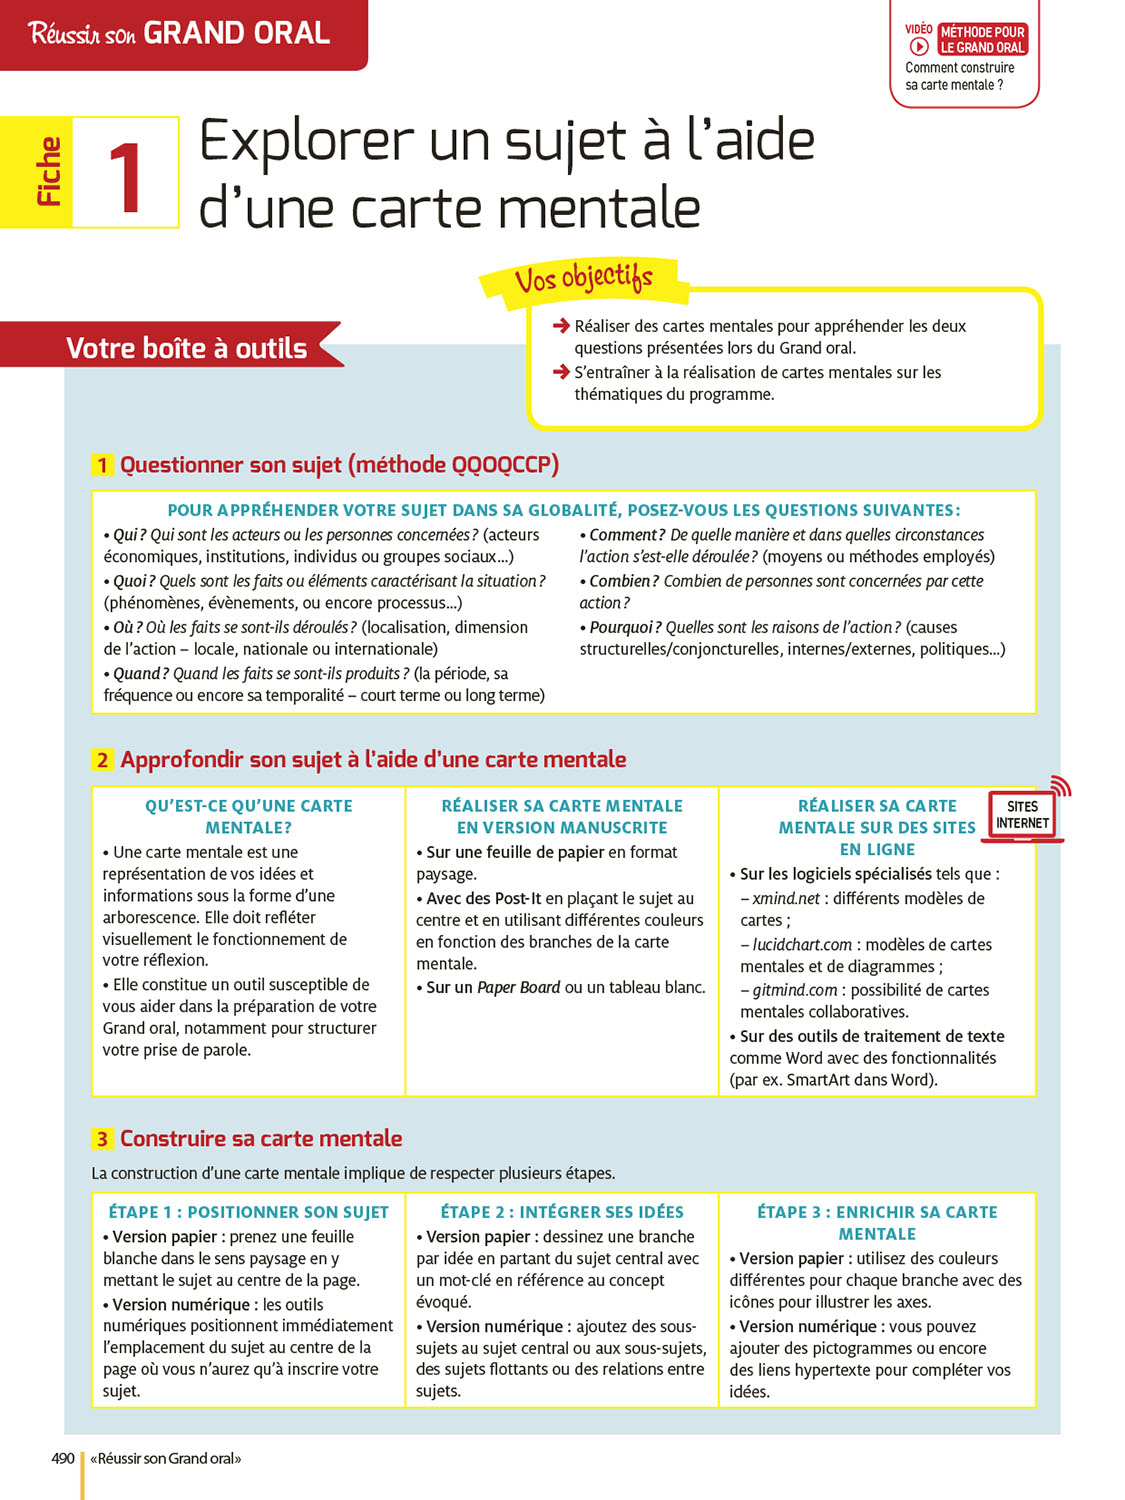 Réussir son GRAND ORAL
VIDÉO
MÉTHODE POUR
LE GRAND ORAL
Comment construire
sa carte mentale ?
Fiche
1
Explorer un sujet à l'aide
d'une carte mentale
Vos objectifs
➔ Réaliser des cartes mentales pour appréhender les deux
questions présentées lors du Grand oral.
➔ S'entraîner à la réalisation de cartes mentales sur les
thématiques du programme.
Votre boîte à outils
1 Questionner son sujet (méthode QQOQCCP)
POUR APPRÉHENDER VOTRE SUJET DANS SA GLOBALITÉ, POSEZ-VOUS LES QUESTIONS SUIVANTES :
• Qui ? Qui sont les acteurs ou les personnes concernées ? (acteurs
économiques, institutions, individus ou groupes sociaux…)
• Quoi ? Quels sont les faits ou éléments caractérisant la situation ?
(phénomènes, évènements, ou encore processus…)
• Où ? Où les faits se sont-ils déroulés ? (localisation, dimension
de l'action – locale, nationale ou internationale)
• Quand ? Quand les faits se sont-ils produits ? (la période, sa
fréquence ou encore sa temporalité – court terme ou long terme)
• Comment ? De quelle manière et dans quelles circonstances
l'action s'est-elle déroulée ? (moyens ou méthodes employés)
• Combien ? Combien de personnes sont concernées par cette
action ?
• Pourquoi ? Quelles sont les raisons de l'action ? (causes
structurelles/conjoncturelles, internes/externes, politiques…)
2 Approfondir son sujet à l'aide d'une carte mentale
QU'EST-CE QU'UNE CARTE
MENTALE ?
• Une carte mentale est une
représentation de vos idées et
informations sous la forme d'une
arborescence. Elle doit refléter
visuellement le fonctionnement de
votre réflexion.
• Elle constitue un outil susceptible de
vous aider dans la préparation de votre
Grand oral, notamment pour structurer
votre prise de parole.
RÉALISER SA CARTE MENTALE
EN VERSION MANUSCRITE
• Sur une feuille de papier en format
paysage.
• Avec des Post-It en plaçant le sujet au
centre et en utilisant différentes couleurs
en fonction des branches de la carte
mentale.
• Sur un Paper Board ou un tableau blanc.
RÉALISER SA CARTE
MENTALE SUR DES SITES
EN LIGNE
SITES
INTERNET
• Sur les logiciels spécialisés tels que :
– xmind.net : différents modèles de
cartes ;
– lucidchart.com : modèles de cartes
mentales et de diagrammes ;
– gitmind.com : possibilité de cartes
mentales collaboratives.
• Sur des outils de traitement de texte
comme Word avec des fonctionnalités
(par ex. SmartArt dans Word).
3 Construire sa carte mentale
La construction d'une carte mentale implique de respecter plusieurs étapes.
ÉTAPE 1 : POSITIONNER SON SUJET
• Version papier : prenez une feuille
blanche dans le sens paysage en y
mettant le sujet au centre de la page.
• Version numérique : les outils
numériques positionnent immédiatement
l'emplacement du sujet au centre de la
page où vous n'aurez qu'à inscrire votre
sujet.
ÉTAPE 2 : INTÉGRER SES IDÉES
• Version papier : dessinez une branche
par idée en partant du sujet central avec
un mot-clé en référence au concept
évoqué.
• Version numérique : ajoutez des sous-
sujets au sujet central ou aux sous-sujets,
des sujets flottants ou des relations entre
sujets.
ÉTAPE 3 : ENRICHIR SA CARTE
MENTALE
• Version papier : utilisez des couleurs
différentes pour chaque branche avec des
icônes pour illustrer les axes.
• Version numérique : vous pouvez
ajouter des pictogrammes ou encore
des liens hypertexte pour compléter vos
idées.
490 «Réussir son Grand oral»